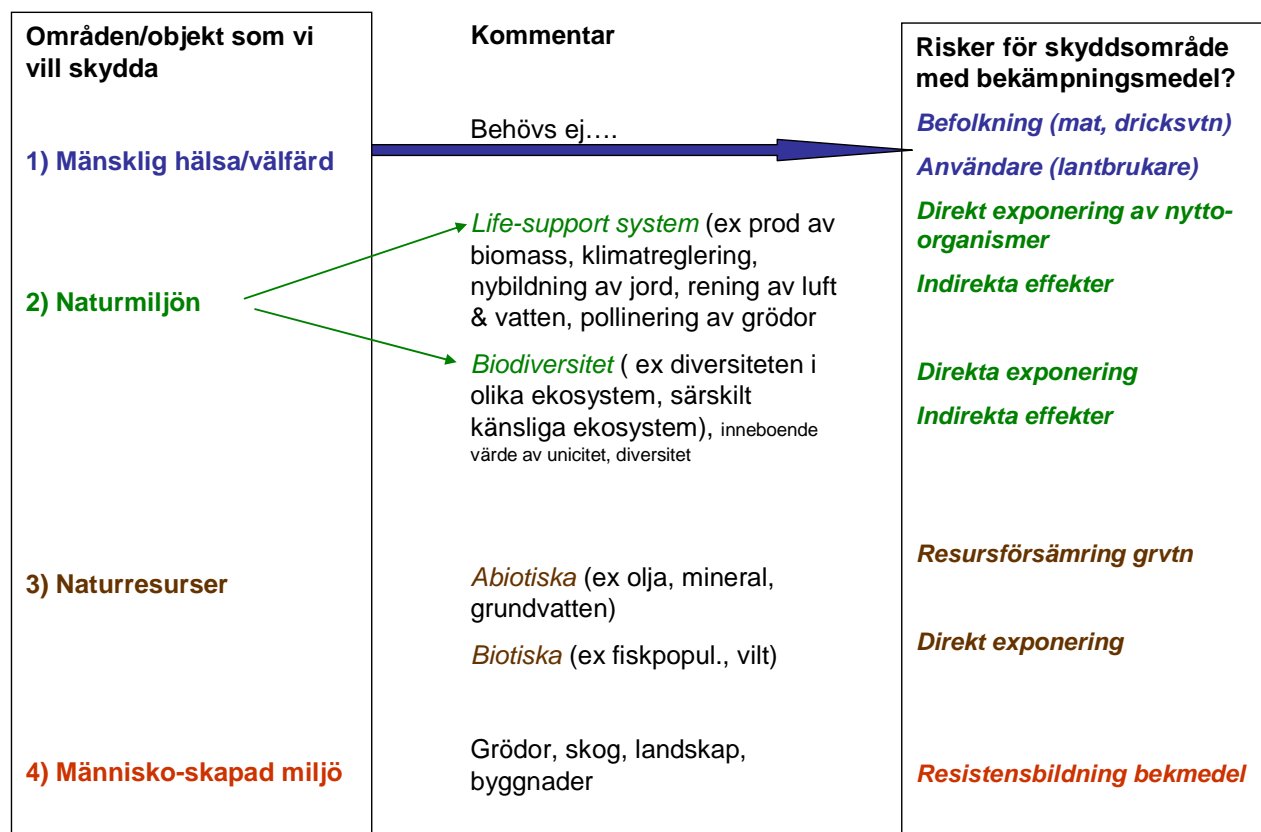 Områden/objekt som vi
vill skydda
1) Mänsklig hälsa/välfärd
2) Naturmiljön
3) Naturresurser
4) Människo-skapad miljö
Kommentar
Behövs ej….
Life-support system (ex prod av
biomass, klimatreglering,
nybildning av jord, rening av luft
& vatten, pollinering av grödor
Biodiversitet ( ex diversiteten i
olika ekosystem, särskilt
känsliga ekosystem), inneboende
värde av unicitet, diversitet
Abiotiska (ex olja, mineral,
grundvatten)
Biotiska (ex fiskpopul., vilt)
Grödor, skog, landskap,
byggnader
Risker för skyddsområde
med bekämpningsmedel?
Befolkning (mat, dricksvtn)
Användare (lantbrukare)
Direkt exponering av nytto-
organismer
Indirekta effekter
Direkta exponering
Indirekta effekter
Resursförsämring grvtn
Direkt exponering
Resistensbildning bekmedel